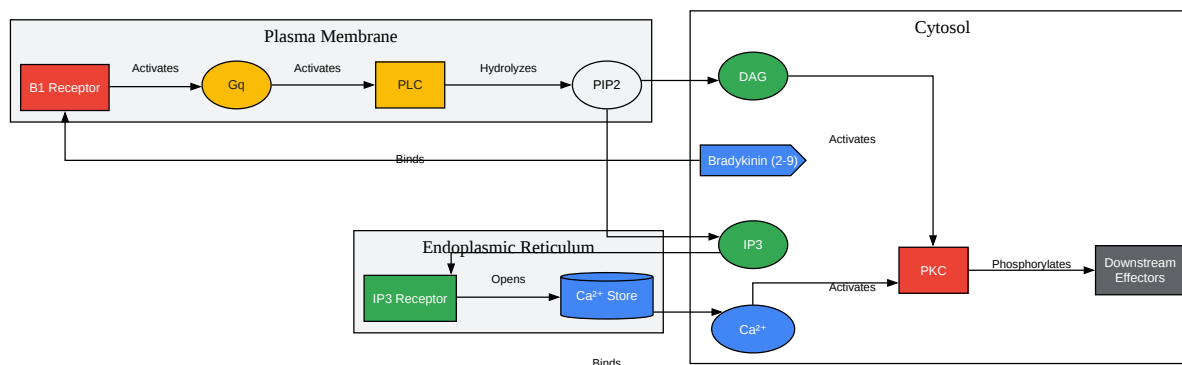 Plasma Membrane
Cytosol
B1 Receptor
Activates
Gq
Activates
PLC
Hydrolyzes
PIP2
DAG
Activates
Binds
Bradykinin (2-9)
Endoplasmic Reticulum
IP3
IP3 Receptor
Opens
Ca²⁺ Store
Ca²⁺
Activates
PKC
Phosphorylates
Downstream
Effectors
Binds